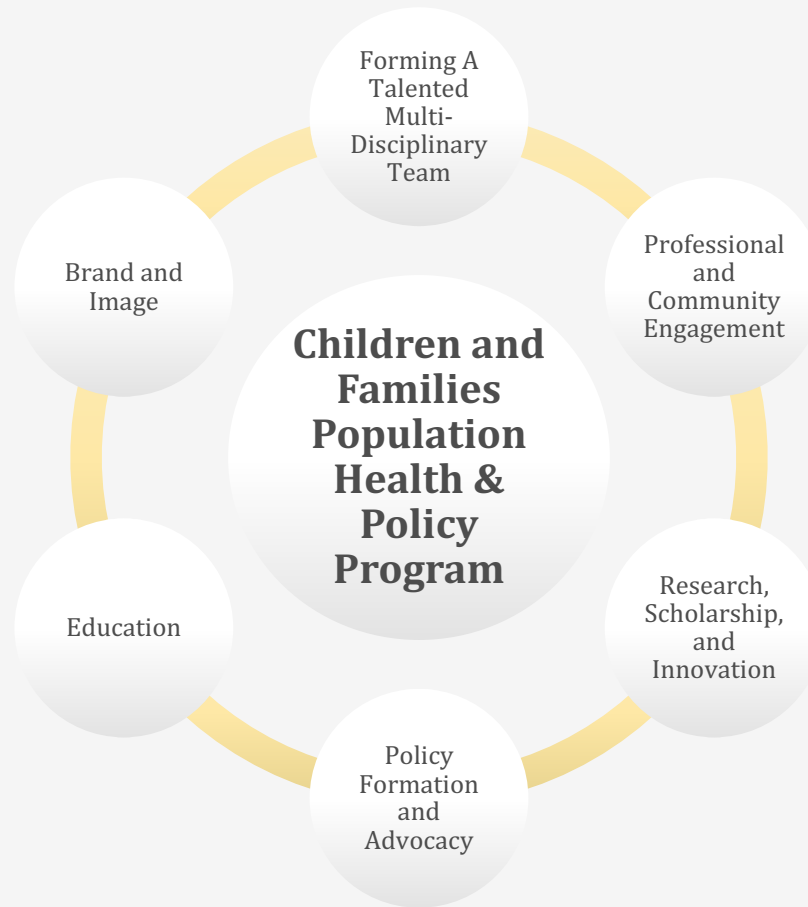 Forming A
Talented
Multi-
Disciplinary
Team
Professional
and
Community
Engagement
Research,
Scholarship,
and
Innovation
Policy
Formation
and
Advocacy
Education
Brand and
Image
Children and
Families
Population
Health &
Policy
Program